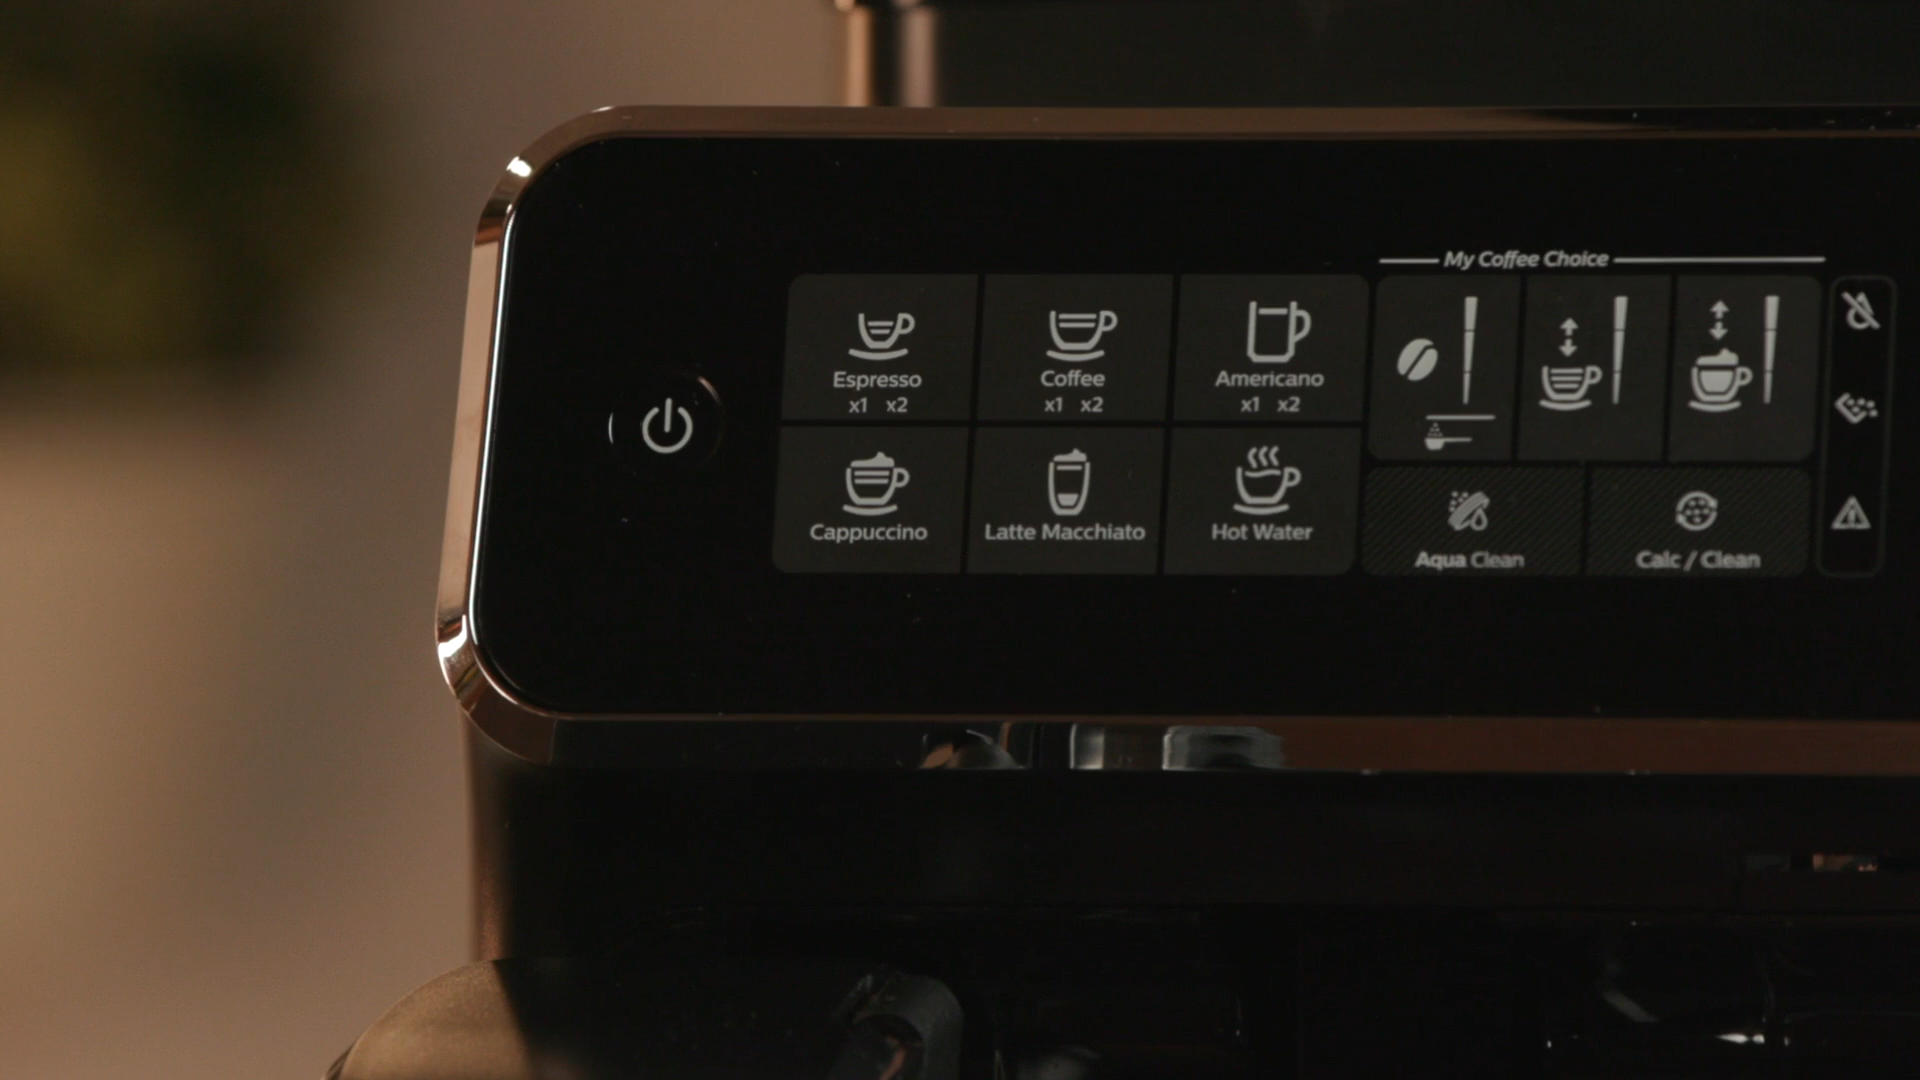 My Coffee Choice
Espresso
x1 x2
Coffee
x1 x2
Americano
x1 x2
Cappuccino
Latte Macchiato
Hot Water
Aqua Clean
Calc / Clean